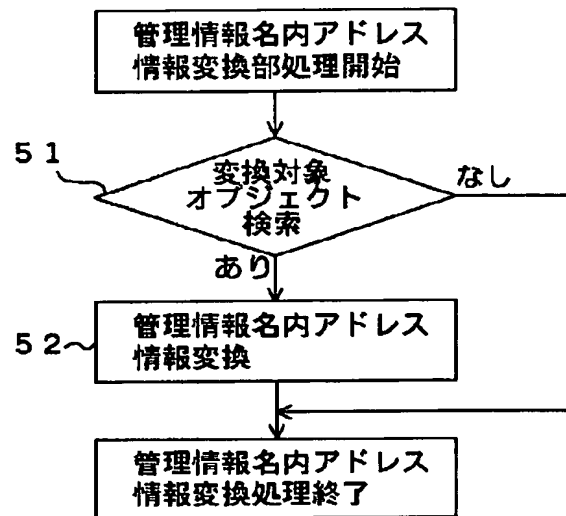 管理情報名内アドレス
情報変換部処理開始
51
変換対象
オブジェクト
検索
なし
あり
52
管理情報名内アドレス
情報変換
管理情報名内アドレス
情報変換処理終了